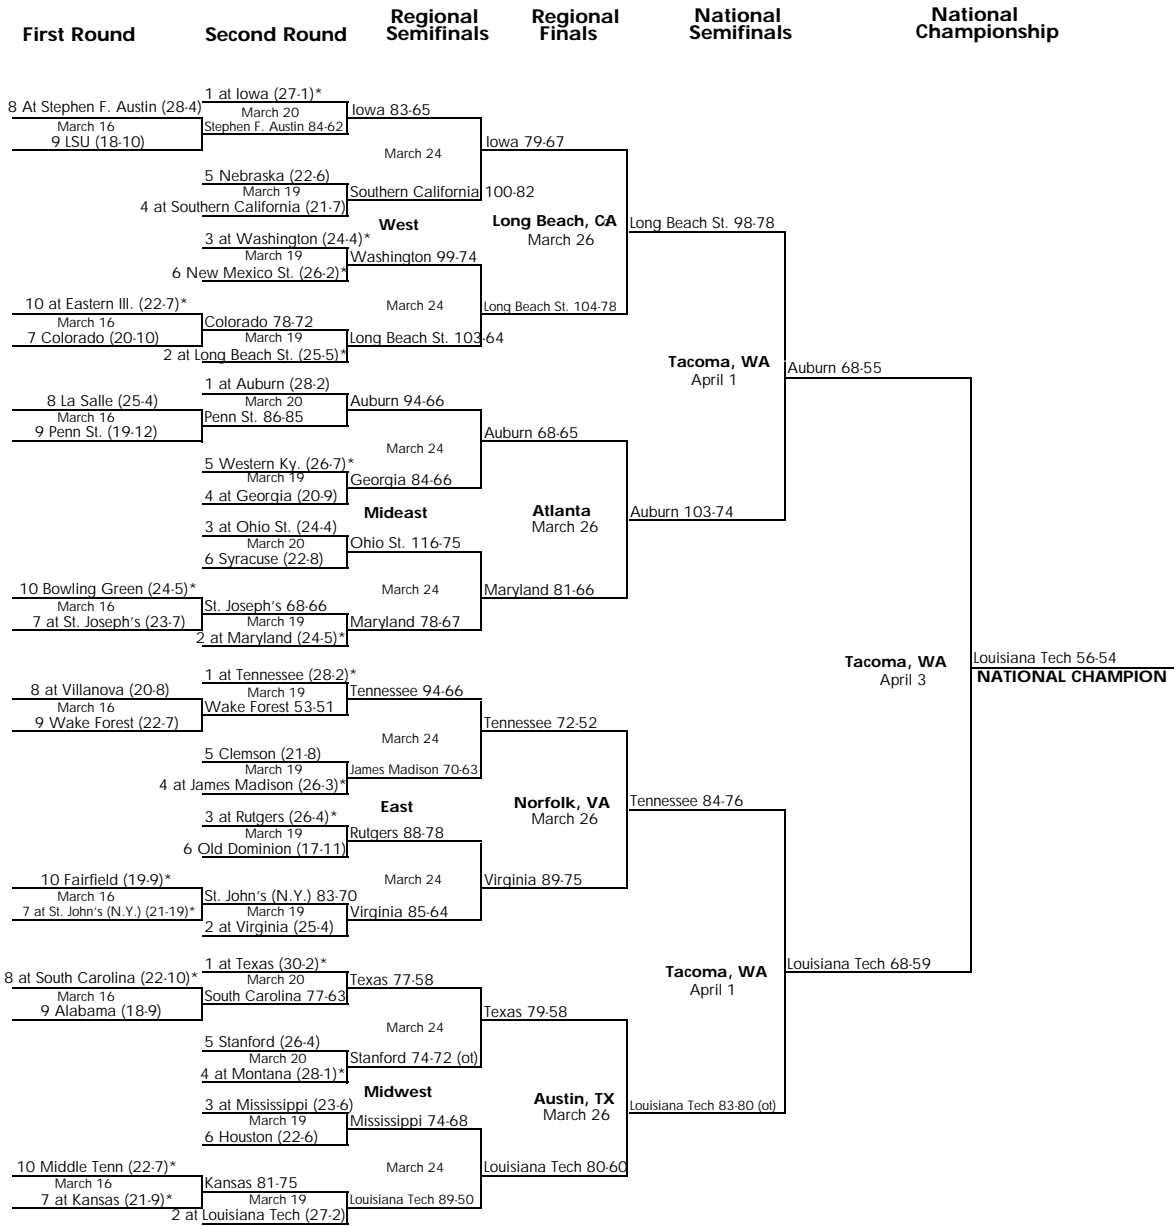 First Round
Second Round
Regional
Semifinals
Regional
Finals
National
Semifinals
National
Championship
1 at Iowa (27-1)*
8 At Stephen F. Austin (28-4)
March 20
Iowa 83-65
March 16
Stephen F. Austin 84-62
9 LSU (18-10)
Iowa 79-67
March 24
5 Nebraska (22-6)
March 19
Southern California 100-82
4 at Southern California (21-7)
West
Long Beach, CA
Long Beach St. 98-78
3 at Washington (24-4)*
March 26
March 19
Washington 99-74
6 New Mexico St. (26-2)*
10 at Eastern Ill. (22-7)*
March 24
Long Beach St. 104-78
March 16
Colorado 78-72
7 Colorado (20-10)
March 19
Long Beach St. 103-64
2 at Long Beach St. (25-5)*
Tacoma, WA
Auburn 68-55
April 1
1 at Auburn (28-2)
8 La Salle (25-4)
March 20
Auburn 94-66
March 16
Penn St. 86-85
9 Penn St. (19-12)
Auburn 68-65
March 24
5 Western Ky. (26-7)*
March 19
Georgia 84-66
4 at Georgia (20-9)
Mideast
Atlanta
Auburn 103-74
3 at Ohio St. (24-4)
March 26
March 20
Ohio St. 116-75
6 Syracuse (22-8)
10 Bowling Green (24-5)*
March 24
Maryland 81-66
March 16
St. Joseph's 68-66
7 at St. Joseph's (23-7)
March 19
Maryland 78-67
2 at Maryland (24-5)*
Tacoma, WA
Louisiana Tech 56-54
April 3
NATIONAL CHAMPION
1 at Tennessee (28-2)*
8 at Villanova (20-8)
March 19
Tennessee 94-66
March 16
Wake Forest 53-51
9 Wake Forest (22-7)
Tennessee 72-52
March 24
5 Clemson (21-8)
March 19
James Madison 70-63
4 at James Madison (26-3)*
East
Norfolk, VA
Tennessee 84-76
3 at Rutgers (26-4)*
March 26
March 19
Rutgers 88-78
6 Old Dominion (17-11)
10 Fairfield (19-9)*
March 24
Virginia 89-75
March 16
St. John's (N.Y.) 83-70
7 at St. John's (N.Y.) (21-19)*
March 19
Virginia 85-64
2 at Virginia (25-4)
1 at Texas (30-2)*
Tacoma, WA
Louisiana Tech 68-59
April 1
8 at South Carolina (22-10)*
March 20
Texas 77-58
March 16
South Carolina 77-63
9 Alabama (18-9)
Texas 79-58
March 24
5 Stanford (26-4)
March 20
Stanford 74-72 (ot)
4 at Montana (28-1)*
Midwest
Austin, TX
Louisiana Tech 83-80 (ot)
3 at Mississippi (23-6)
March 26
March 19
Mississippi 74-68
6 Houston (22-6)
10 Middle Tenn (22-7)*
March 24
Louisiana Tech 80-60
March 16
Kansas 81-75
7 at Kansas (21-9)*
March 19
Louisiana Tech 89-50
2 at Louisiana Tech (27-2)